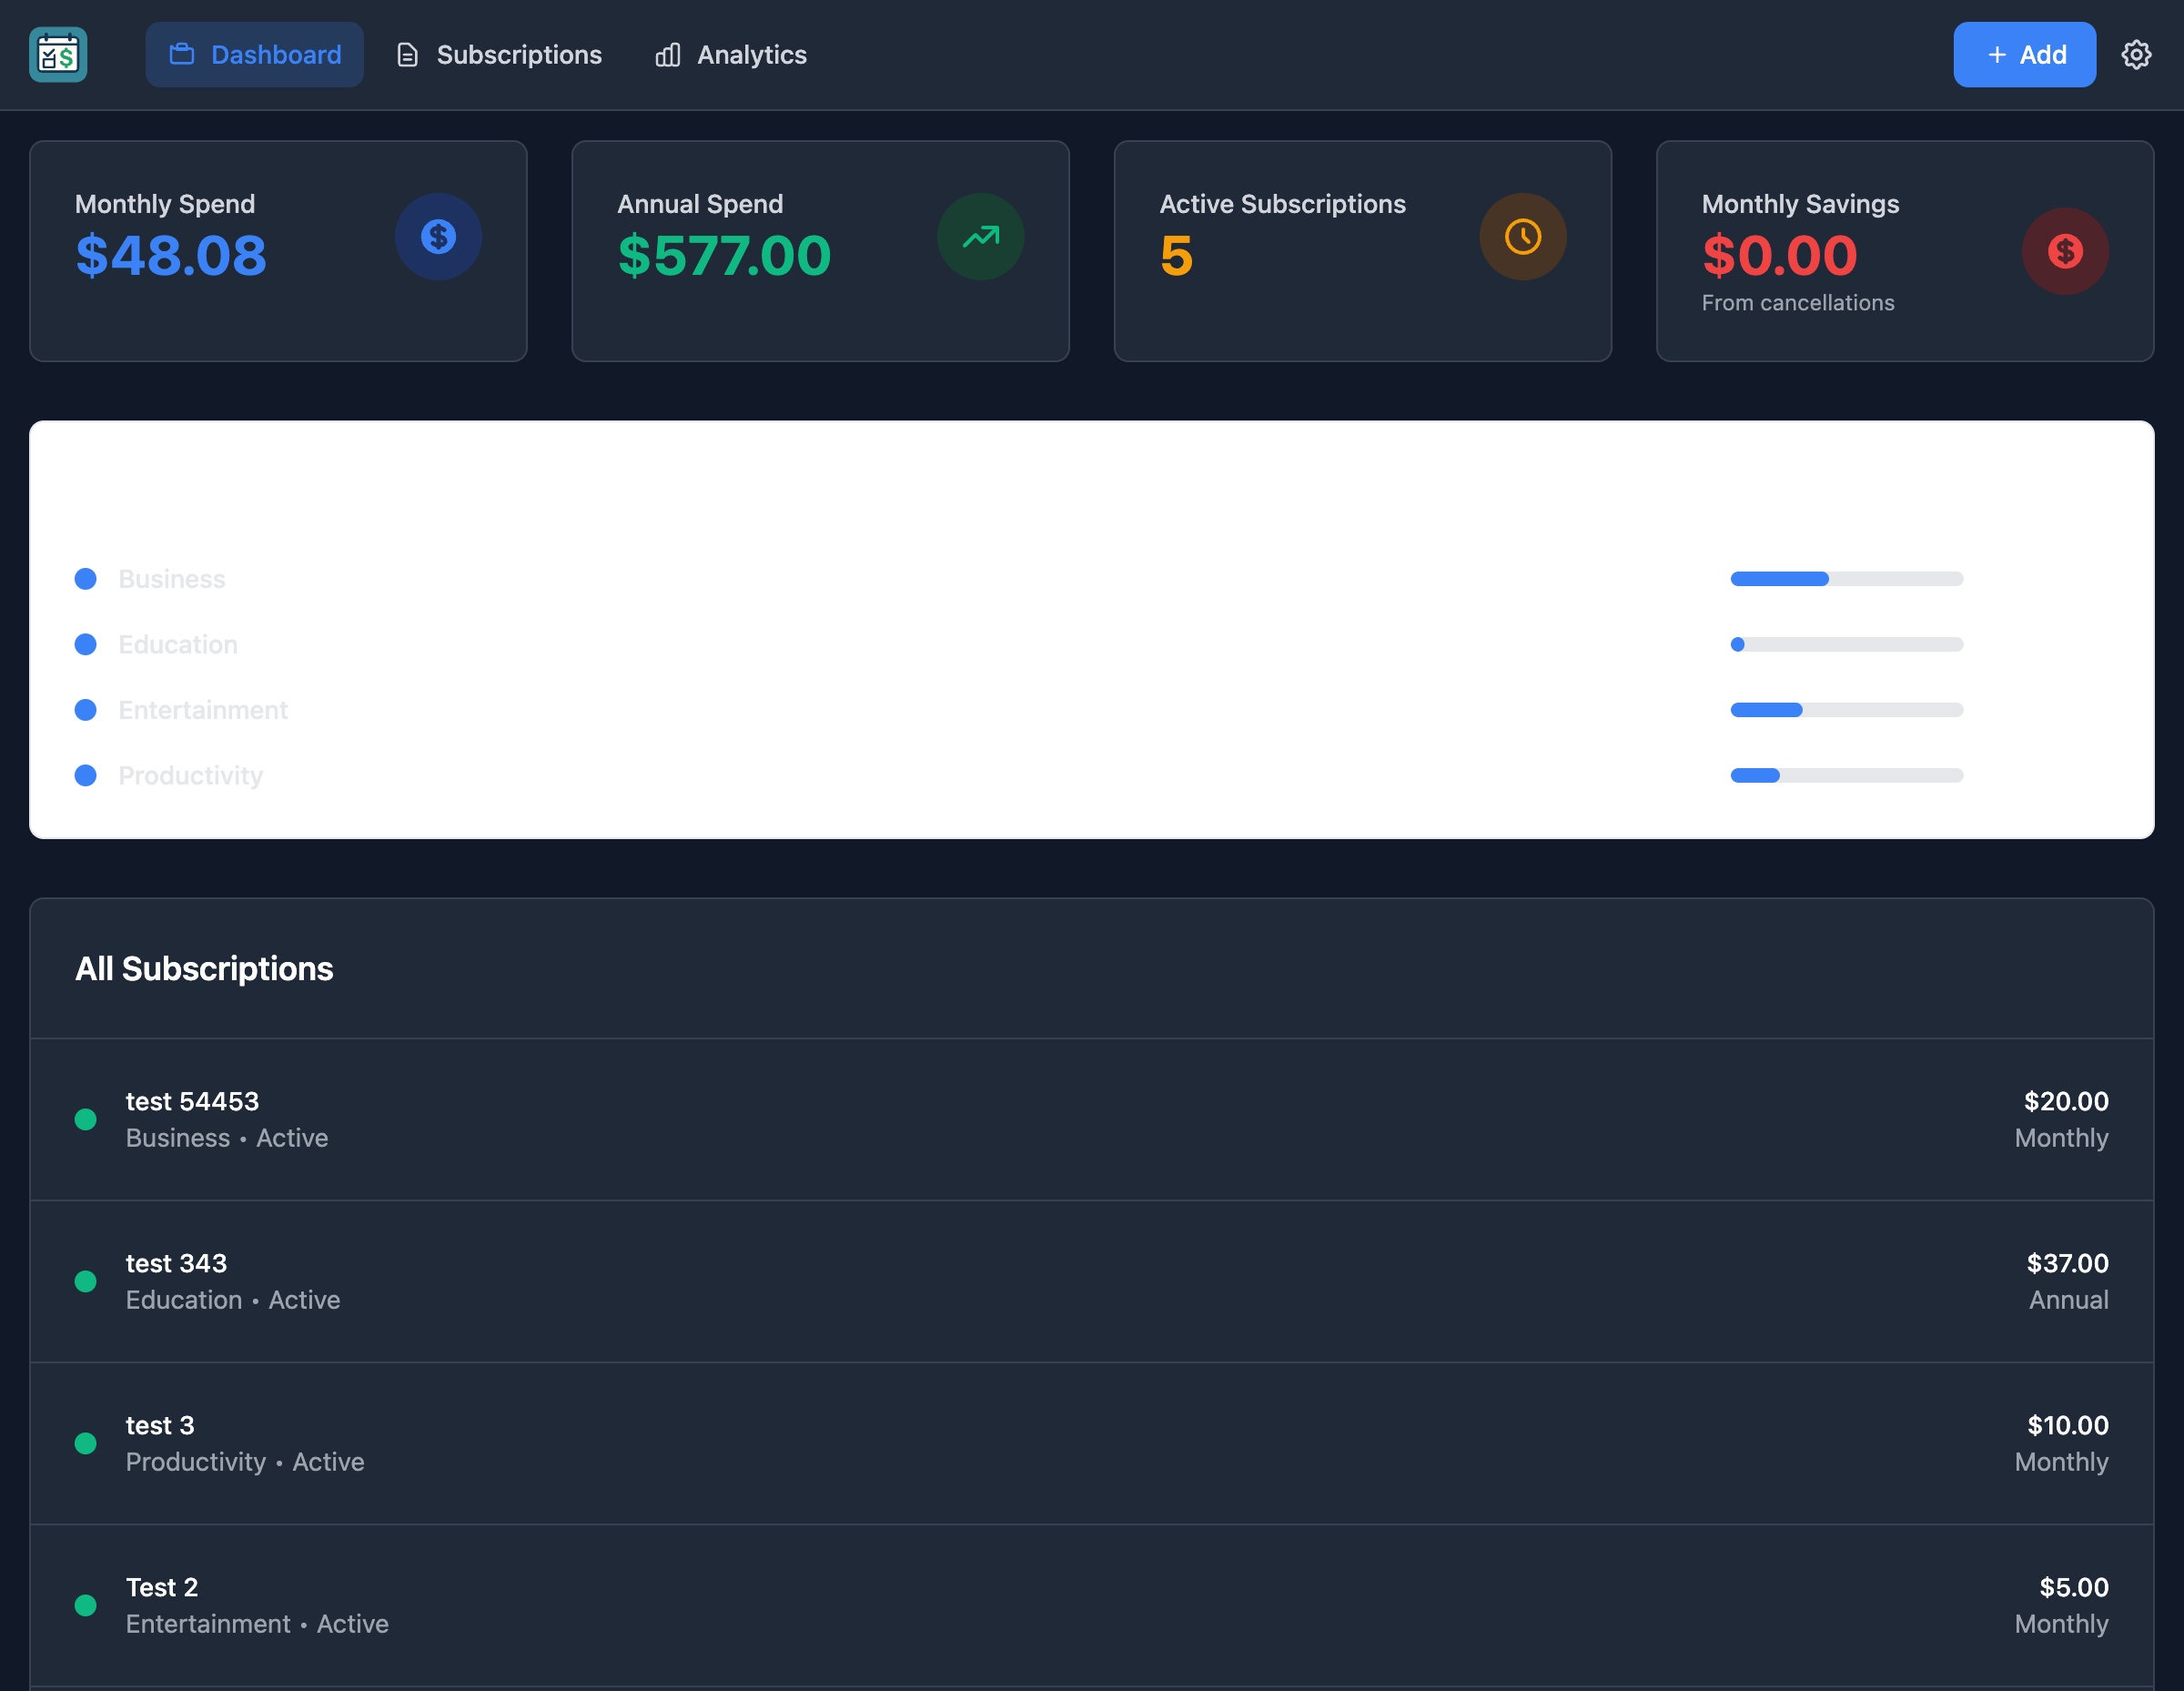 Dashboard
Subscriptions
Analytics
+ Add
Monthly Spend
$48.08
Annual Spend
$577.00
Active Subscriptions
5
Monthly Savings
$0.00
From cancellations
Business
Education
Entertainment
Productivity
All Subscriptions
test 54453
$20.00
Business • Active
Monthly
test 343
$37.00
Education • Active
Annual
test 3
$10.00
Productivity • Active
Monthly
Test 2
$5.00
Entertainment • Active
Monthly